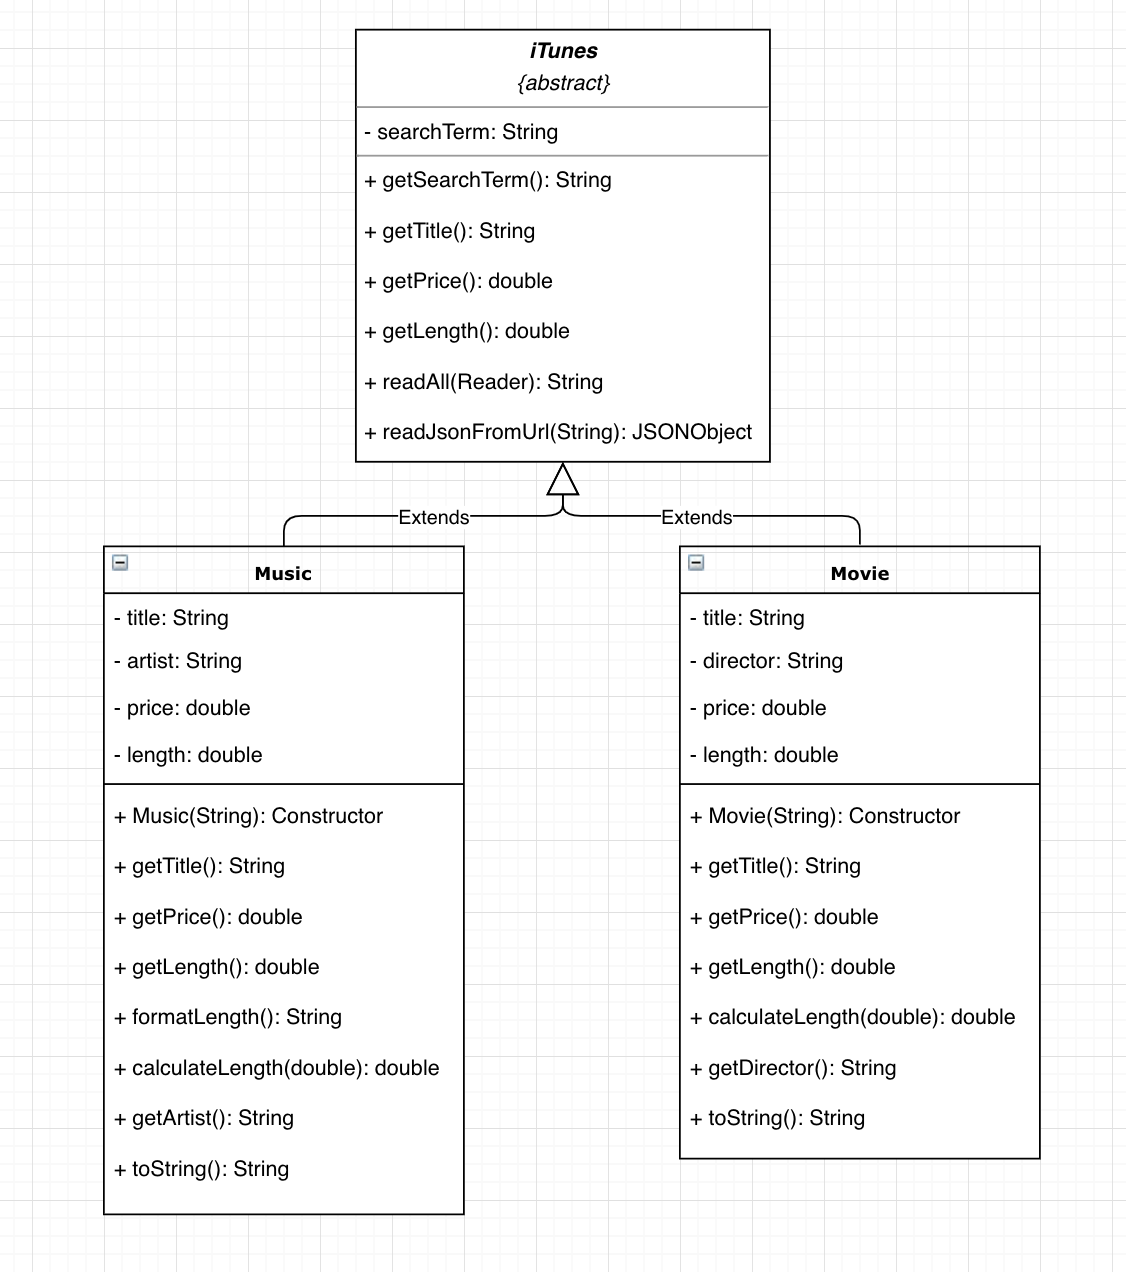 iTunes
{abstract}
- searchTerm: String
+ getSearchTerm(): String
+ getTitle(): String
+ getPrice(): double
+ getLength(): double
+ readAll(Reader): String
+ readJsonFromUrl(String): JSONObject
Extends
Extends
Music
- title: String
- artist: String
- price: double
- length: double
+ Music(String): Constructor
+ getTitle(): String
+ getPrice(): double
+ getLength(): double
+ formatLength(): String
+ calculateLength(double): double
+ getArtist(): String
+ toString(): String
Movie
- title: String
- director: String
- price: double
- length: double
+ Movie(String): Constructor
+ getTitle(): String
+ getPrice(): double
+ getLength(): double
+ calculateLength(double): double
+ getDirector(): String
+ toString(): String